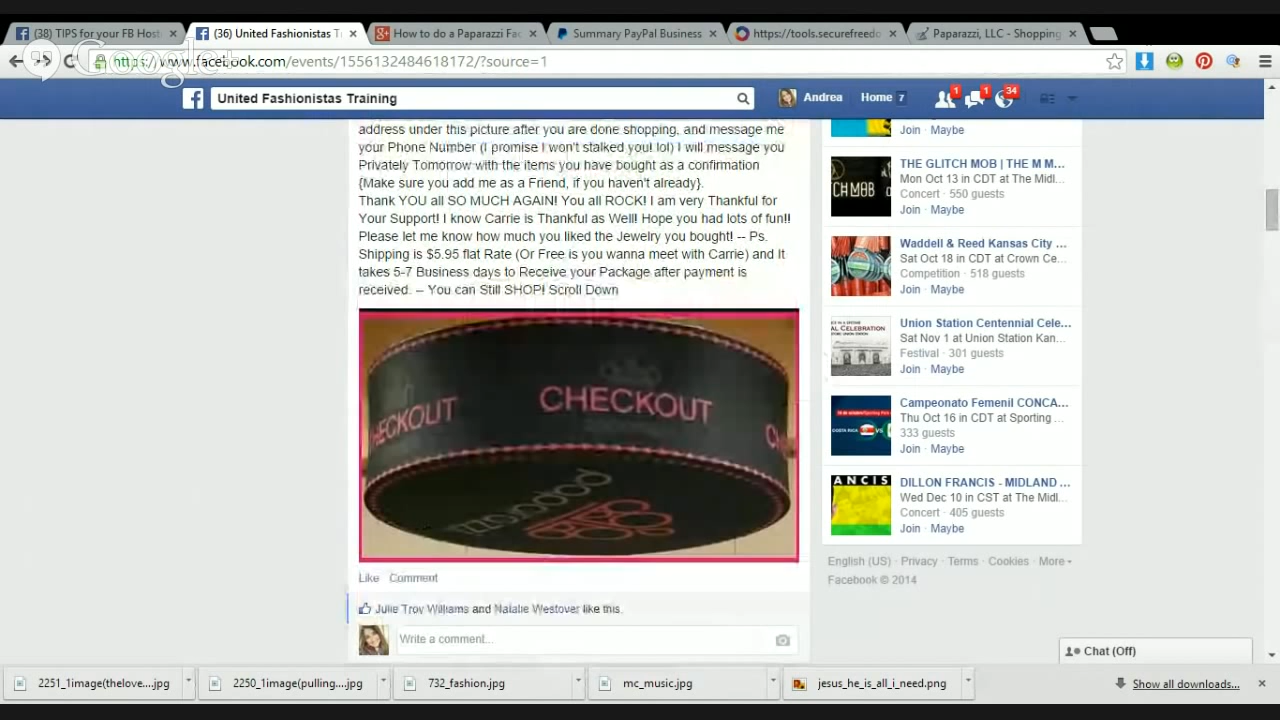 (38) TIPS for your FB Host
(36) United Fashionistas T
How to do a Paparazzi Fac
Summary PayPal Business
https://tools.securefreedo
Paparazzi, LLC - Shopping
Google+
https://www.facebook.com/events/1556132484618172/?source=1
United Fashionistas Training
Andrea
Home 7
1
1
34
address under this picture after you are done shopping, and message me
your Phone Number (I promise I won't stalked you! lol) I will message you
Privately Tomorrow with the items you have bought as a confirmation
{Make sure you add me as a Friend, if you haven't already}.
Thank YOU all SO MUCH AGAIN! You all ROCK! I am very Thankful for
Your Support! I know Carrie is Thankful as Well! Hope you had lots of fun!!
Please let me know how much you liked the Jewelry you bought! -- Ps.
Shipping is $5.95 flat Rate (Or Free is you wanna meet with Carrie) and It
takes 5-7 Business days to Receive your Package after payment is
received. -- You can Still SHOP! Scroll Down
CHECKOUT
CHECKOUT
Like Comment
Julie Troy Williams and Natalie Westover like this.
Write a comment...
Join · Maybe
THE GLITCH MOB | THE M M...
Mon Oct 13 in CDT at The Midl...
Concert · 550 guests
Join · Maybe
Waddell & Reed Kansas City ...
Sat Oct 18 in CDT at Crown Ce...
Competition · 518 guests
Join · Maybe
Union Station Centennial Cele...
Sat Nov 1 at Union Station Kan...
Festival · 301 guests
Join · Maybe
Campeonato Femenil CONCA...
Thu Oct 16 in CDT at Sporting ...
333 guests
Join · Maybe
DILLON FRANCIS - MIDLAND ...
Wed Dec 10 in CST at The Midl...
Concert · 405 guests
Join · Maybe
English (US) · Privacy · Terms · Cookies · More
Facebook © 2014
Chat (Off)
2251_1image(thelove....jpg
2250_1image(pulling....jpg
732_fashion.jpg
mc_music.jpg
jesus_he_is_all_i_need.png
Show all downloads...